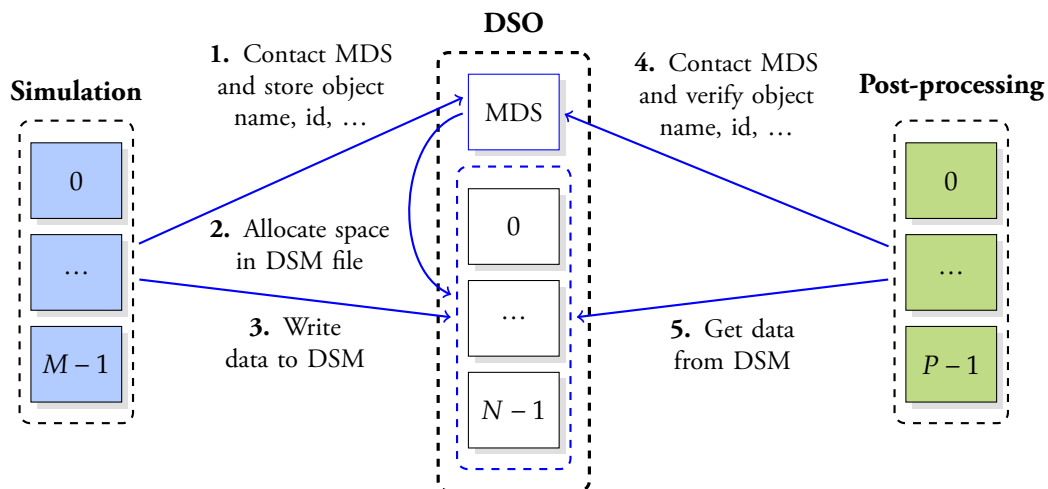 DSO
1. Contact MDS
and store object
name, id, …
4. Contact MDS
and verify object
name, id, …
Simulation
Post-processing
MDS
0
0
0
2. Allocate space
in DSM file
…
…
…
3. Write
data to DSM
5. Get data
from DSM
M − 1
P − 1
N − 1